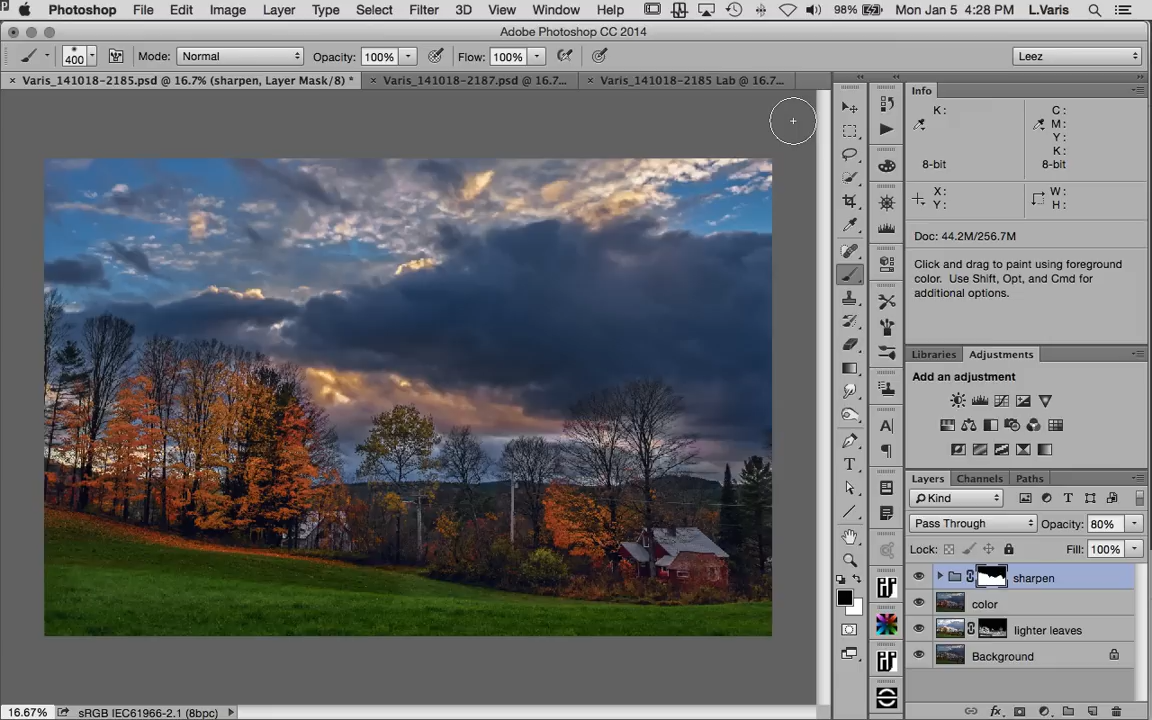 Photoshop File Edit Image Layer Type Select Filter 3D View Window Help 98% Mon Jan 5 4:28 PM L.Varis
Adobe Photoshop CC 2014
400 Mode: Normal Opacity: 100% Flow: 100% Leez
× Varis_141018-2185.psd @ 16.7% (sharpen, Layer Mask/8) * × Varis_141018-2187.psd @ 16.7... × Varis_141018-2185 Lab @ 16.7...
Info
K: C:
M:
Y:
K:
8-bit 8-bit
X: W:
Y: H:
Doc: 44.2M/256.7M
Click and drag to paint using foreground
color. Use Shift, Opt, and Cmd for
additional options.
Libraries Adjustments
Add an adjustment
Layers Channels Paths
Kind
Pass Through Opacity: 80%
Lock: Fill: 100%
sharpen
color
lighter leaves
Background
16.67% sRGB IEC61966-2.1 (8bpc)